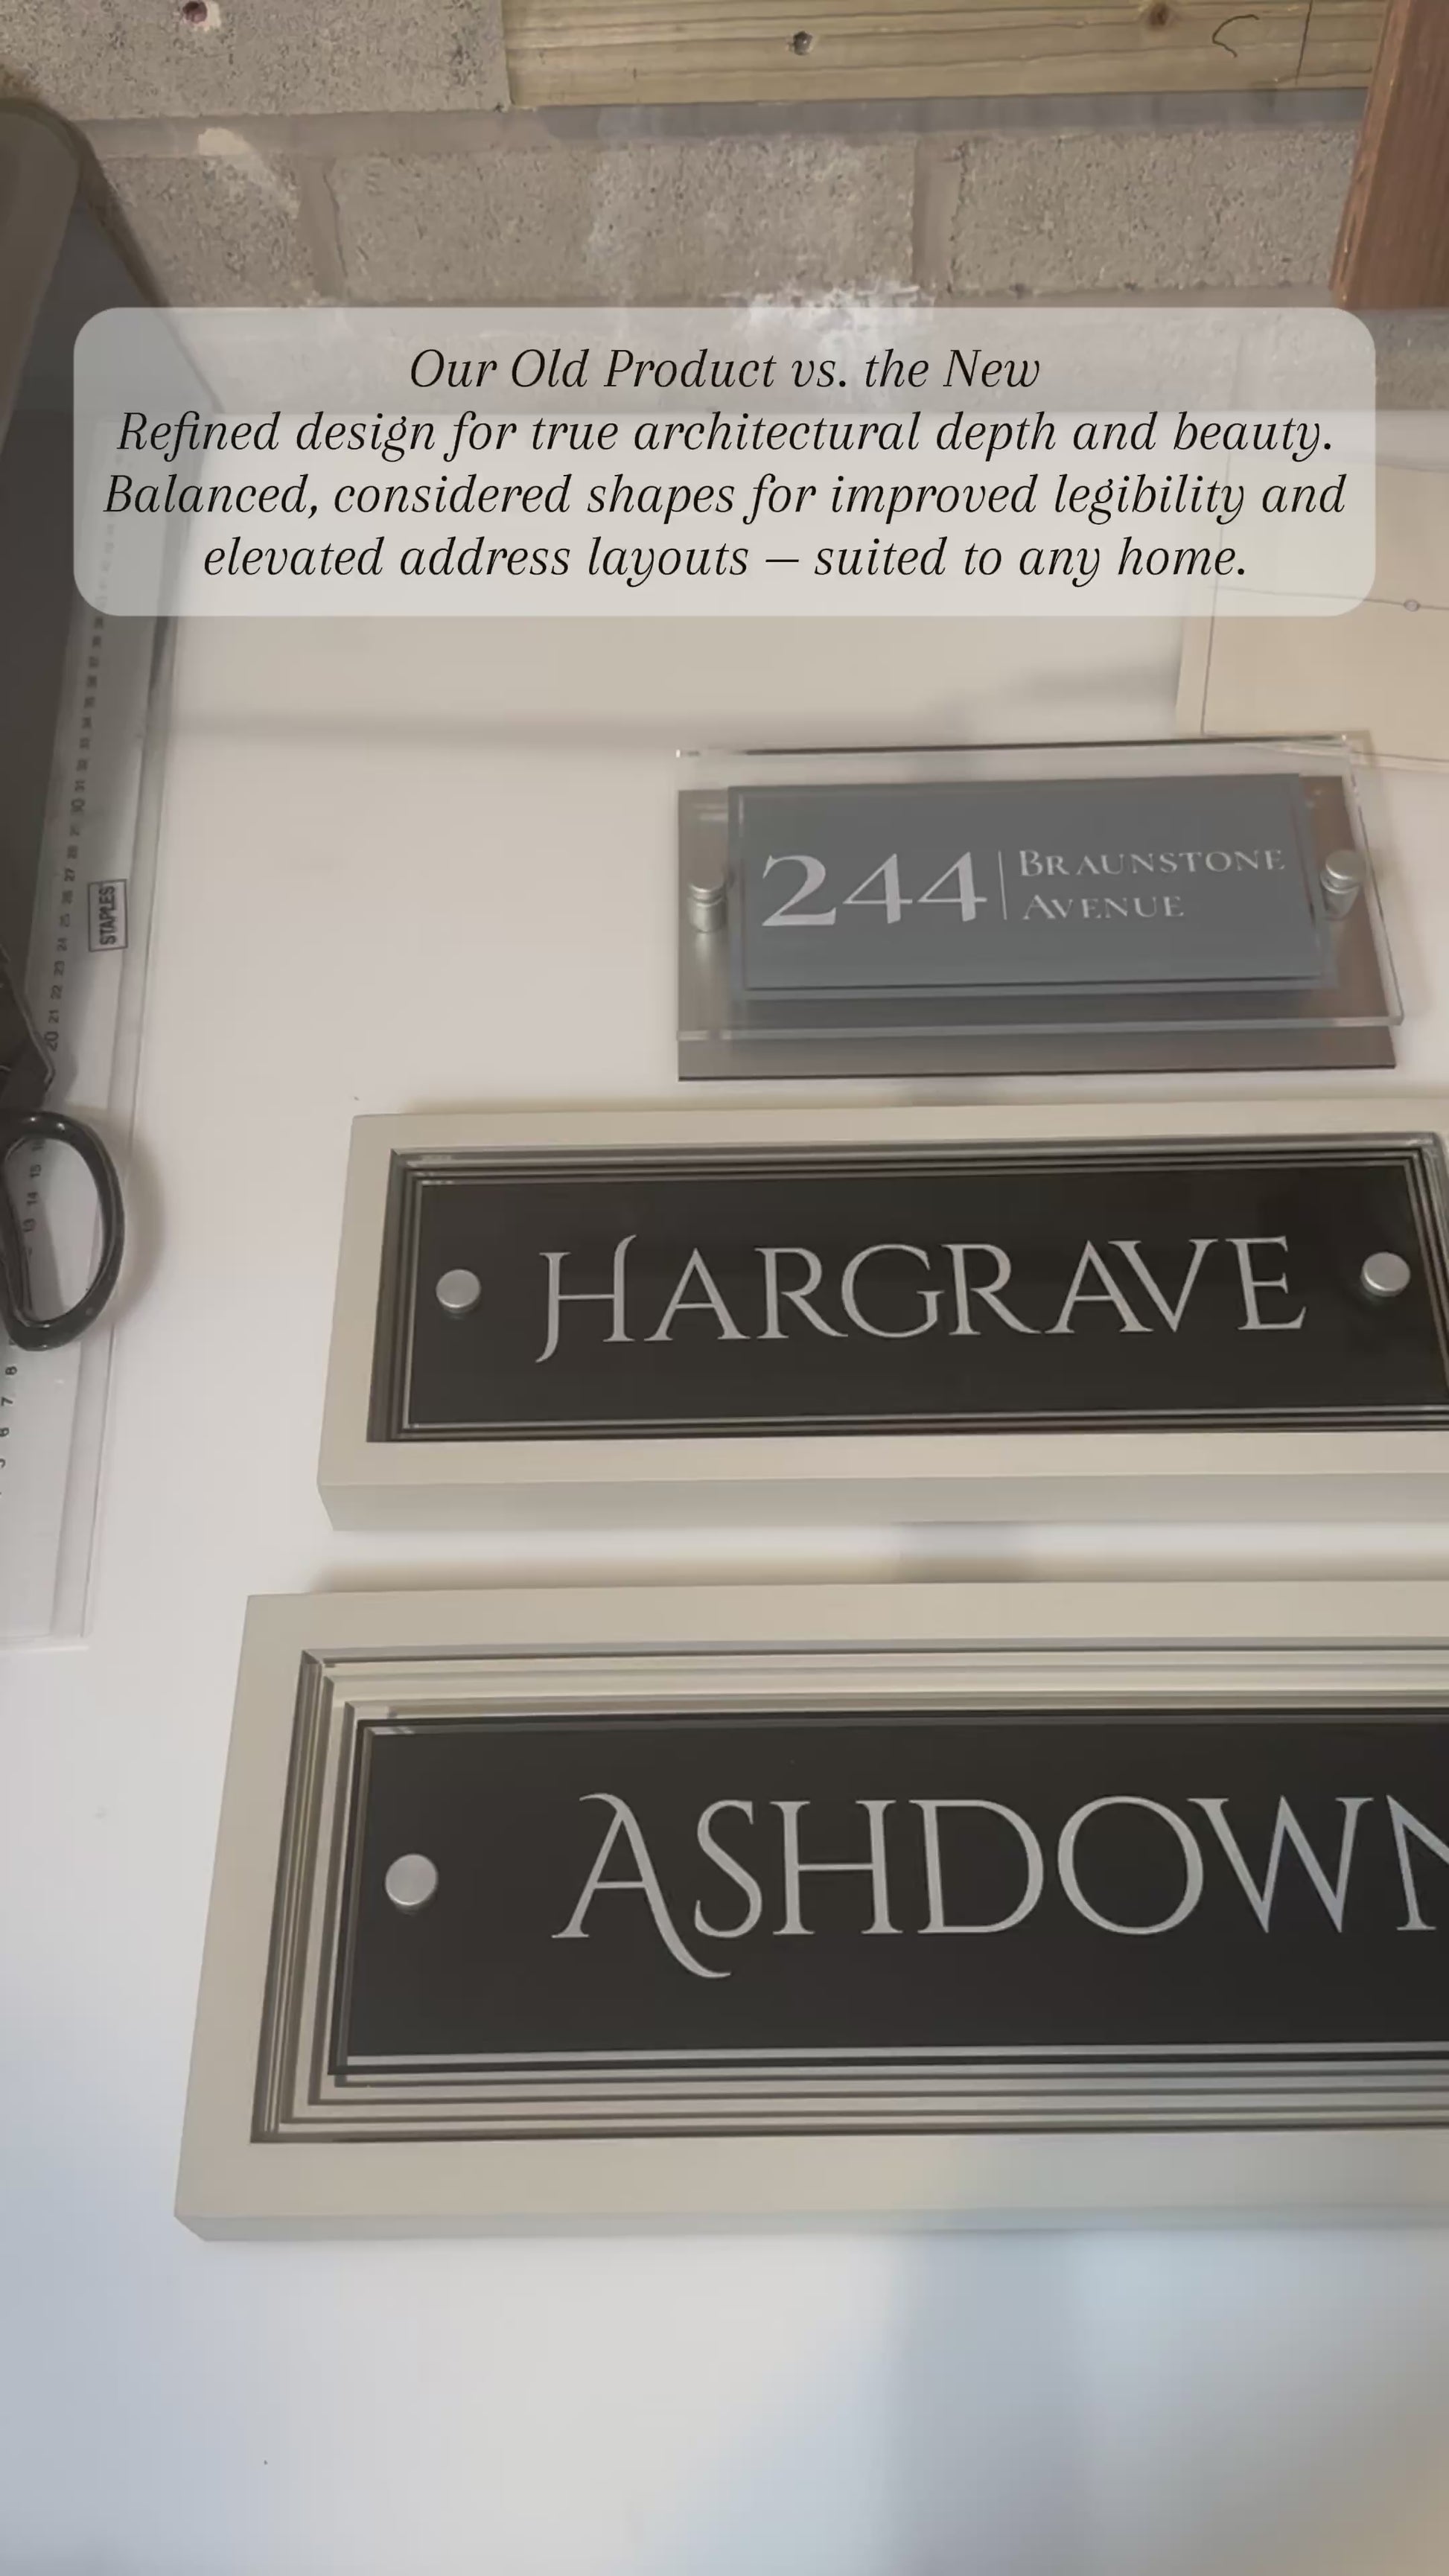 Our Old Product vs. the New
Refined design for true architectural depth and beauty.
Balanced, considered shapes for improved legibility and
elevated address layouts — suited to any home.
244 BRAUNSTONE
AVENUE
STAPLES
HARGRAVE
ASHDOWN